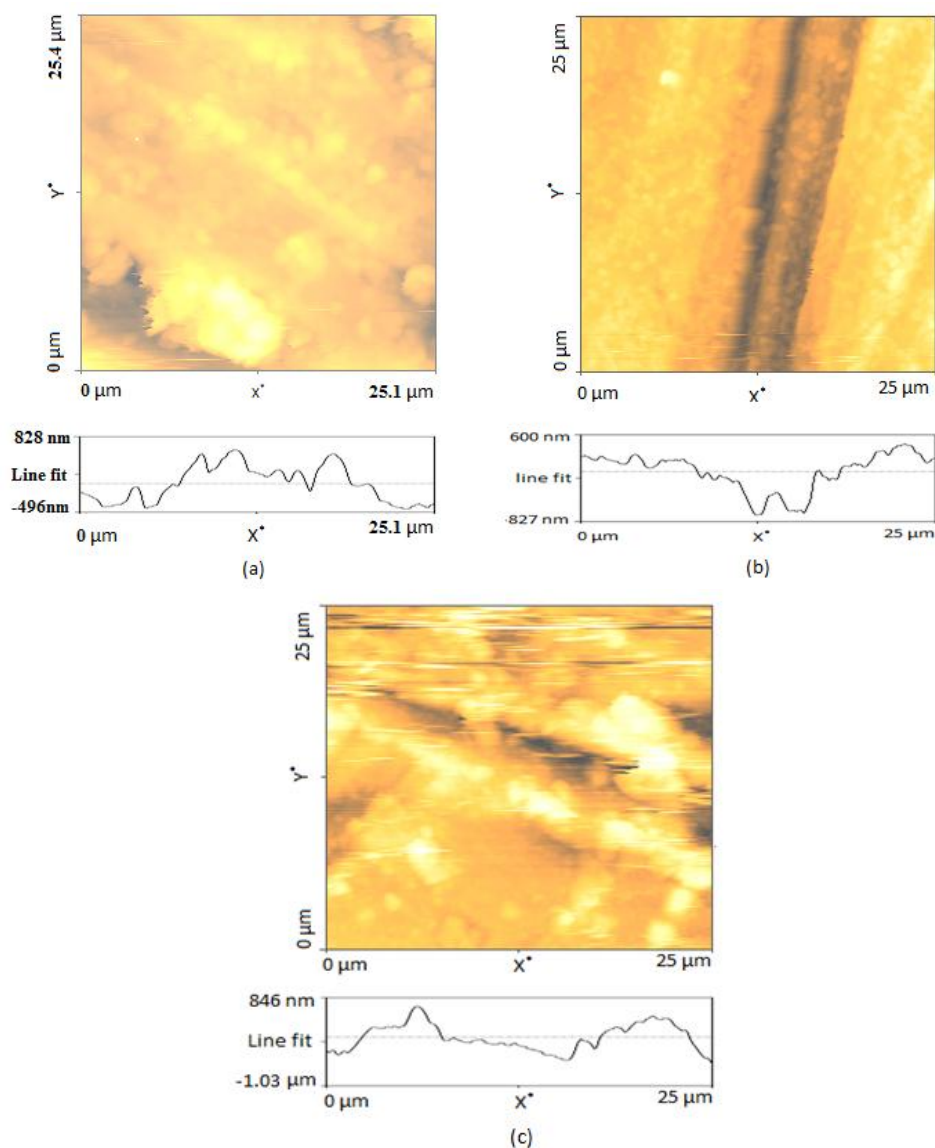 25.4 µm
Y*
0 µm
0 µm
X*
25.1 µm
828 nm
Line fit
-496nm
0 µm
X*
25.1 µm
(a)
25 µm
Y*
0 µm
0 µm
X*
25 µm
600 nm
line fit
-827 nm
0 µm
X*
25 µm
(b)
25 µm
Y*
0 µm
0 µm
X*
25 µm
846 nm
Line fit
-1.03 µm
0 µm
X*
25 µm
(c)